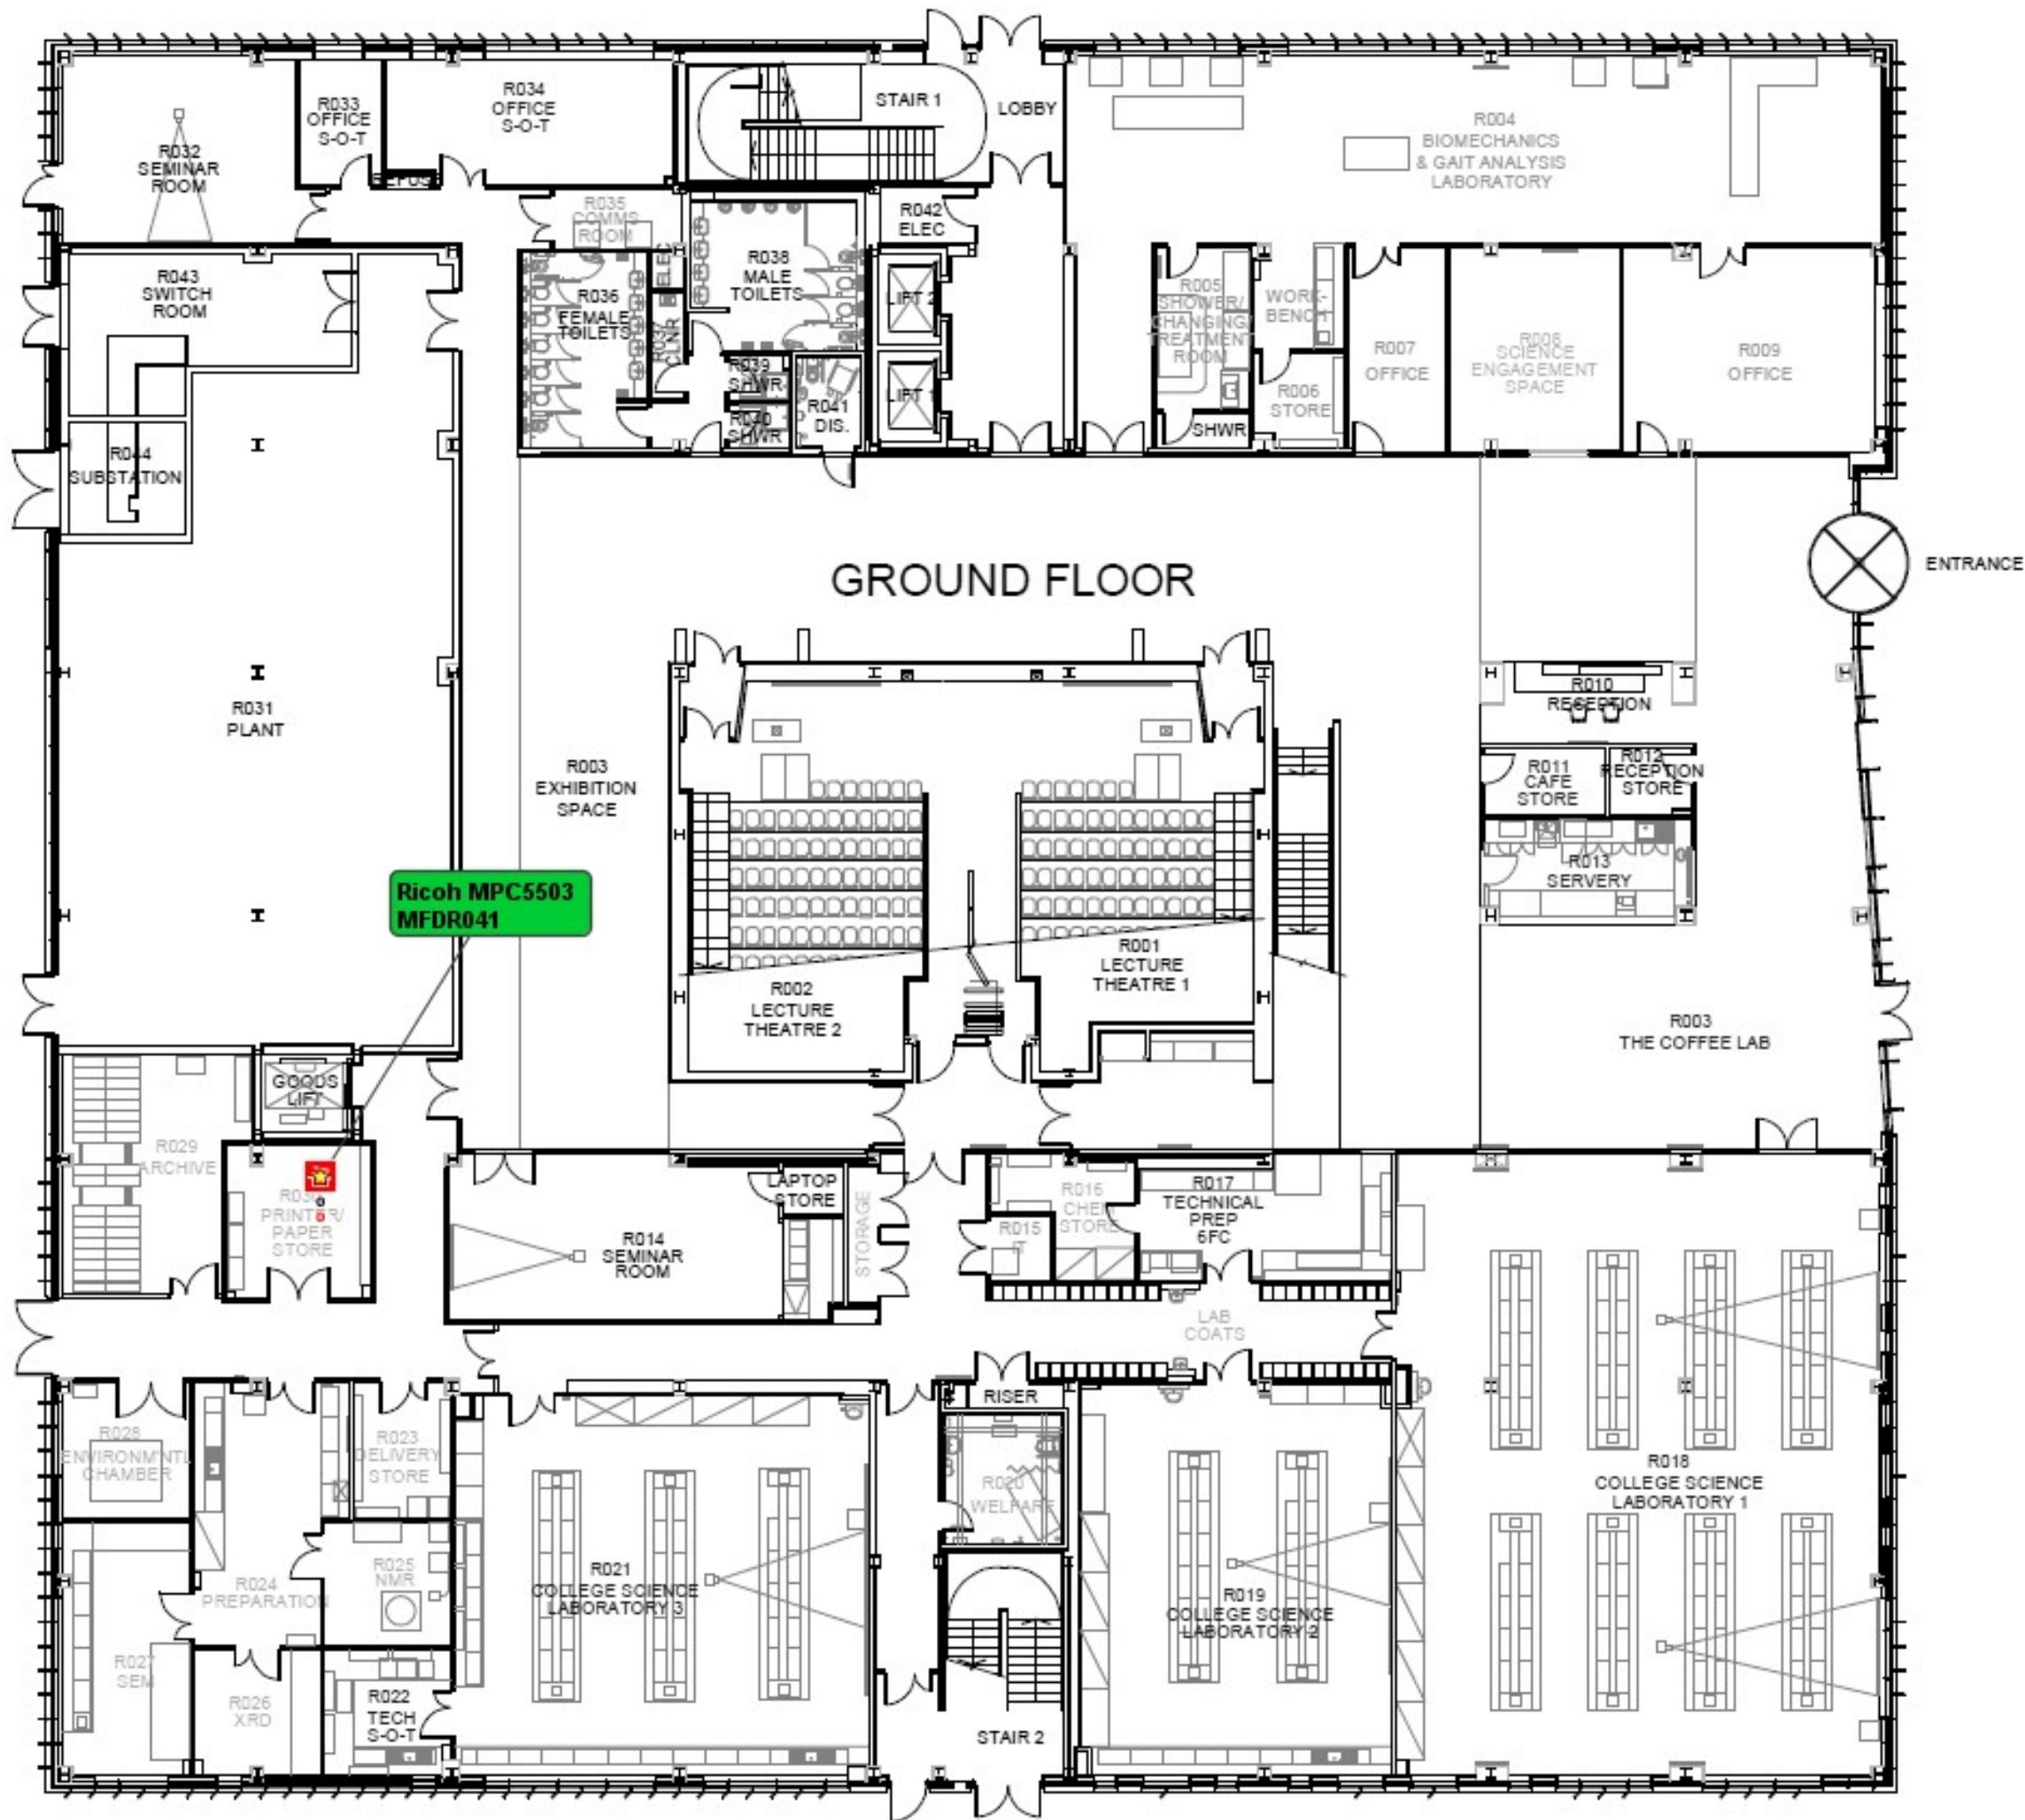 R034
OFFICE
S-O-T
R033
OFFICE
S-O-T
STAIR 1
LOBBY
R004
BIOMECHANICS
& GAIT ANALYSIS
LABORATORY
R032
SEMINAR
ROOM
R035
COMMS
ROOM
R042
ELEC
R043
SWITCH
ROOM
ELEC
R038
MALE
TOILETS
R036
FEMALE
TOILETS
R037
CLNR
LIFT 2
R005
SHOWER/
CHANGING/
TREATMENT
ROOM
WORK-
BENCH
R007
OFFICE
R008
SCIENCE
ENGAGEMENT
SPACE
R009
OFFICE
R039
SHWR
LIFT 1
R006
STORE
R041
DIS.
R040
SHWR
SHWR
R044
SUBSTATION
GROUND FLOOR
ENTRANCE
R031
PLANT
R010
RECEPTION
R003
EXHIBITION
SPACE
R011
CAFE
STORE
R012
RECEPTION
STORE
R013
SERVERY
Ricoh MPC5503
MFDR041
R001
LECTURE
THEATRE 1
R002
LECTURE
THEATRE 2
R003
THE COFFEE LAB
GOODS
LIFT
R029
ARCHIVE
R030
PRINTER/
PAPER
STORE
LAPTOP
STORE
STORAGE
R014
SEMINAR
ROOM
R016
STORE
R015
IT
R017
TECHNICAL
PREP
6FC
LAB
COATS
RISER
R028
ENVIRONM'NTL
CHAMBER
R023
DELIVERY
STORE
R020
WELFARE
R018
COLLEGE SCIENCE
LABORATORY 1
R024
PREPARATION
R025
NMR
R021
COLLEGE SCIENCE
LABORATORY 3
R019
COLLEGE SCIENCE
LABORATORY 2
R027
SEM
R026
XRD
R022
TECH
S-O-T
STAIR 2